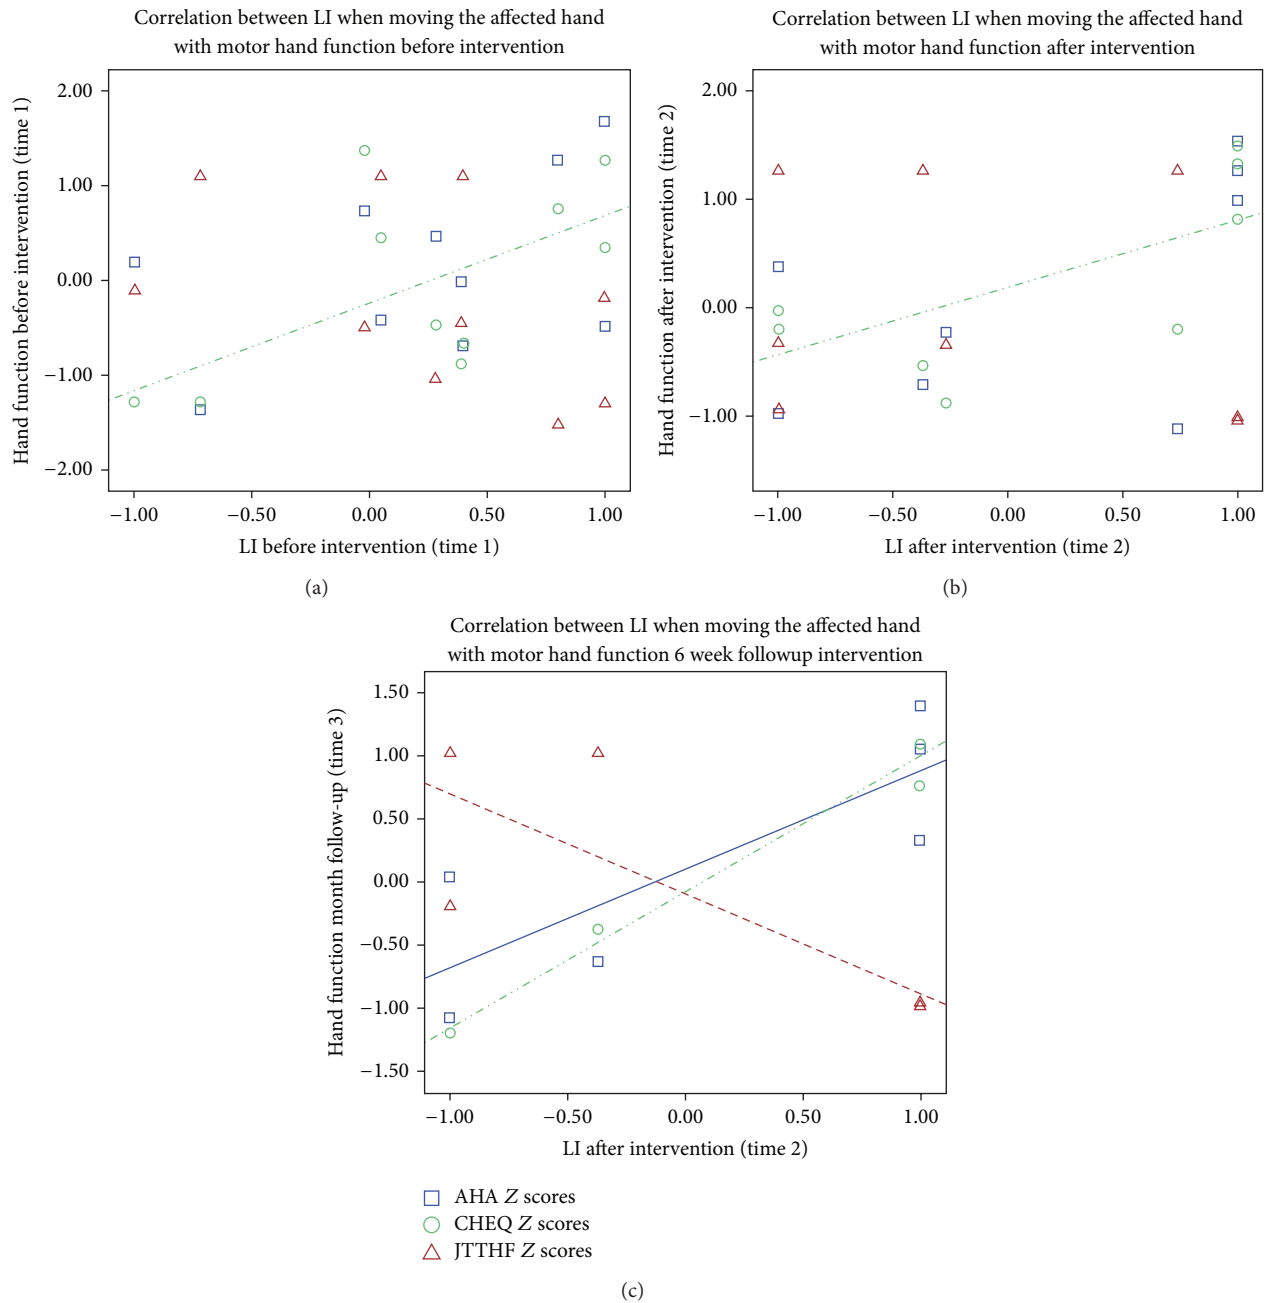 Correlation between LI when moving the affected hand
with motor hand function before intervention
Hand function before intervention (time 1)
2.00
1.00
0.00
−1.00
−2.00
−1.00 −0.50 0.00 0.50 1.00
LI before intervention (time 1)
(a)
Correlation between LI when moving the affected hand
with motor hand function after intervention
Hand function after intervention (time 2)
2.00
1.00
0.00
−1.00
−1.00 −0.50 0.00 0.50 1.00
LI after intervention (time 2)
(b)
Correlation between LI when moving the affected hand
with motor hand function 6 week followup intervention
Hand function month follow-up (time 3)
1.50
1.00
0.50
0.00
−0.50
−1.00
−1.50
−1.00 −0.50 0.00 0.50 1.00
LI after intervention (time 2)
AHA Z scores
CHEQ Z scores
JTTHF Z scores
(c)